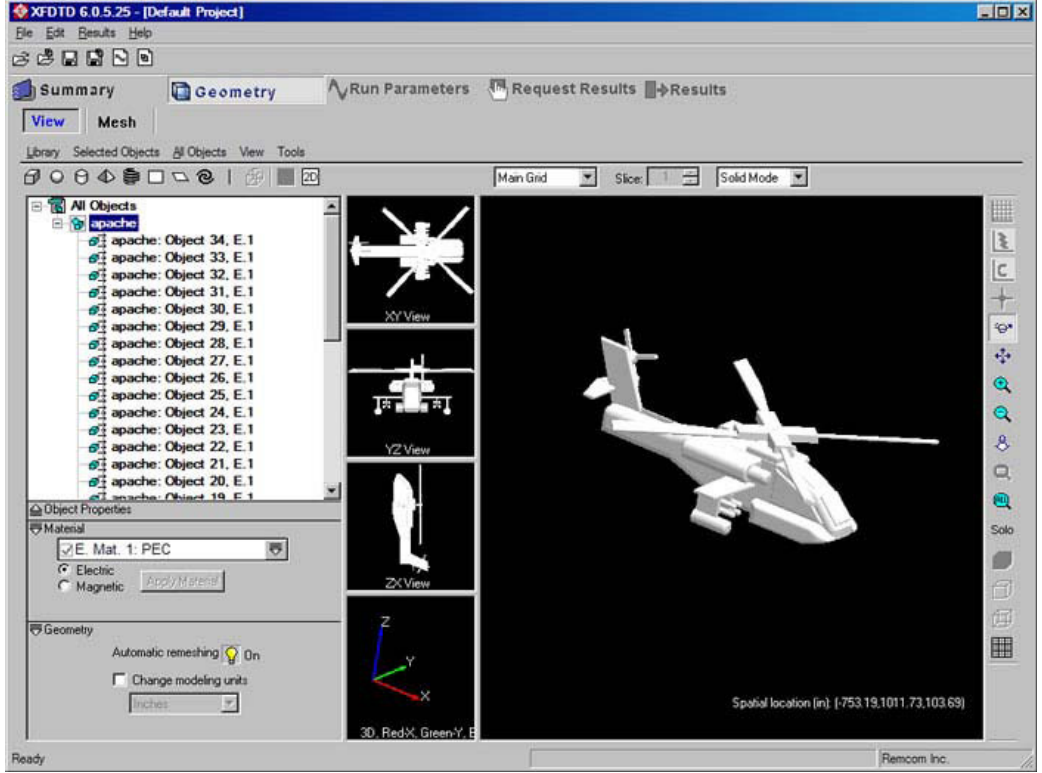 XFDTD 6.0.5.25 - [Default Project]
File Edit Results Help
Summary Geometry Run Parameters Request Results Results
View Mesh
Library Selected Objects All Objects View Tools
2D Main Grid Slice: 1 Solid Mode
All Objects
apache
apache: Object 34, E.1
apache: Object 33, E.1
apache: Object 32, E.1
apache: Object 31, E.1
apache: Object 30, E.1
apache: Object 29, E.1
apache: Object 28, E.1
apache: Object 27, E.1
apache: Object 26, E.1
apache: Object 25, E.1
apache: Object 24, E.1
apache: Object 23, E.1
apache: Object 22, E.1
apache: Object 21, E.1
apache: Object 20, E.1
apache: Object 19, E.1
Object Properties
Material
E. Mat. 1: PEC
Electric
Magnetic
Apply Material
Geometry
Automatic remeshing On
Change modeling units
Inches
XY View
YZ View
ZX View
Z
Y
X
3D, Red-X, Green-Y, B
C
Solo
Spatial location (in): (-753.19,1011.73,103.69)
Ready
Remcom Inc.